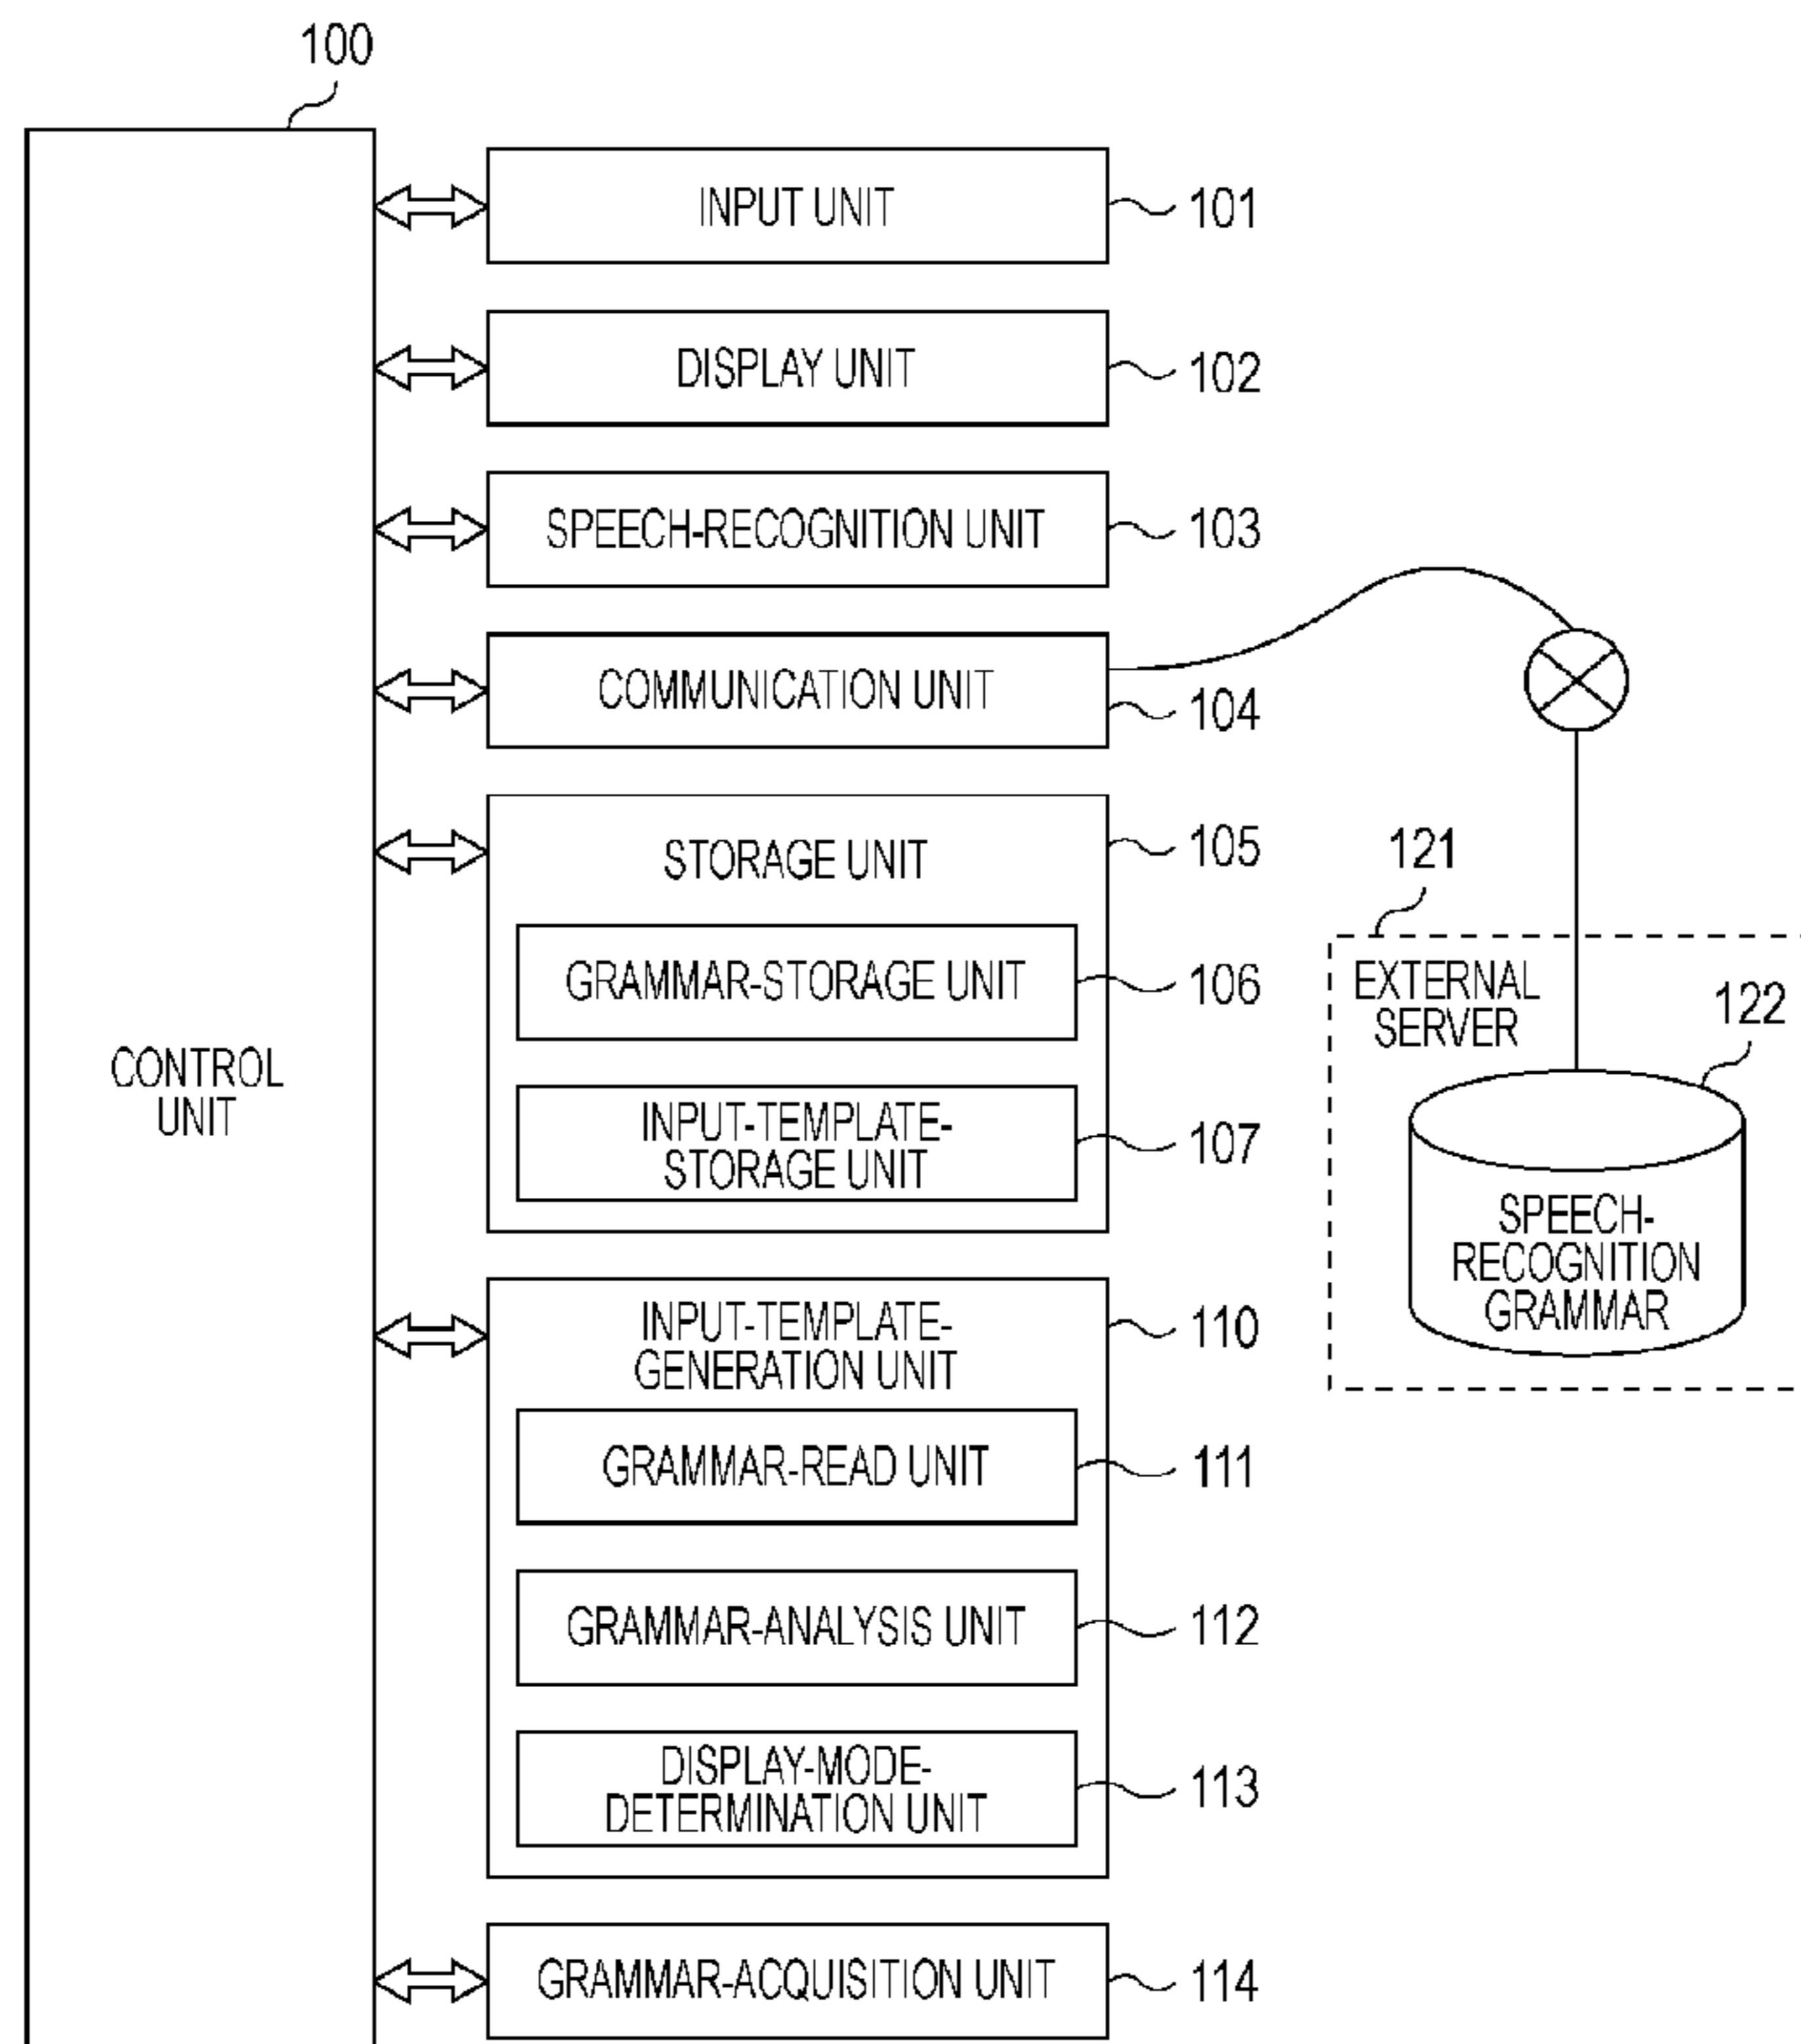 100
INPUT UNIT
101
DISPLAY UNIT
102
SPEECH-RECOGNITION UNIT
103
COMMUNICATION UNIT
104
STORAGE UNIT
105
GRAMMAR-STORAGE UNIT
106
INPUT-TEMPLATE-
STORAGE UNIT
107
CONTROL
UNIT
INPUT-TEMPLATE-
GENERATION UNIT
110
GRAMMAR-READ UNIT
111
GRAMMAR-ANALYSIS UNIT
112
DISPLAY-MODE-
DETERMINATION UNIT
113
GRAMMAR-ACQUISITION UNIT
114
121
EXTERNAL
SERVER
122
SPEECH-
RECOGNITION
GRAMMAR